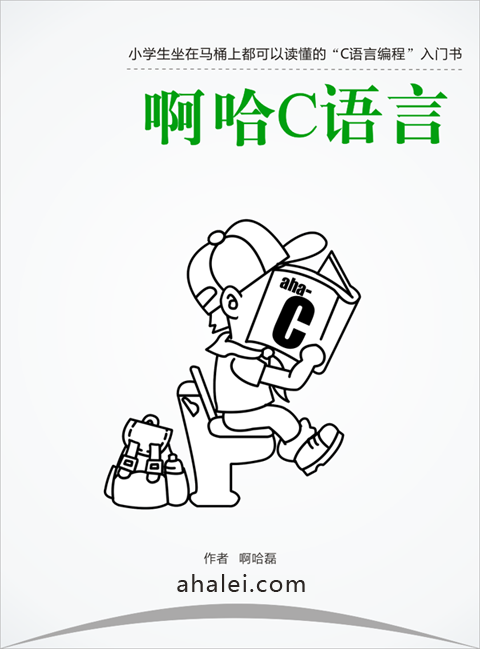 小学生坐在马桶上都可以读懂的“C语言编程”入门书
啊哈C语言
aha-
C
作者 啊哈磊
ahalei.com